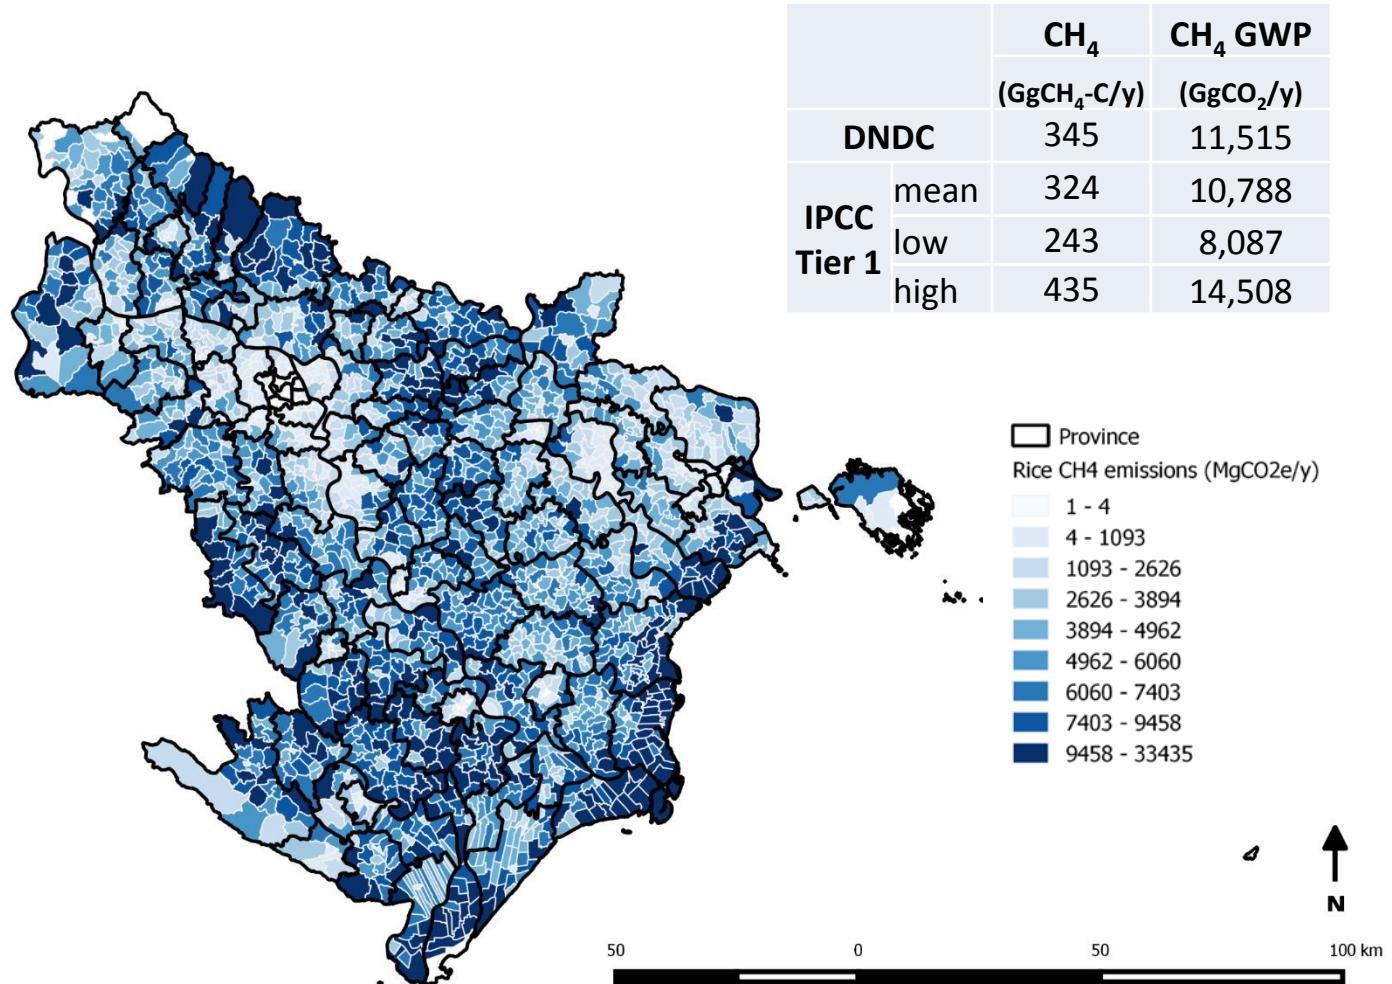 CH4 CH4 GWP
(GgCH4-C/y) (GgCO2/y)
DNDC 345 11,515
IPCC Tier 1 mean 324 10,788
low 243 8,087
high 435 14,508
Province
Rice CH4 emissions (MgCO2e/y)
1 - 4
4 - 1093
1093 - 2626
2626 - 3894
3894 - 4962
4962 - 6060
6060 - 7403
7403 - 9458
9458 - 33435
N
50 0 50 100 km